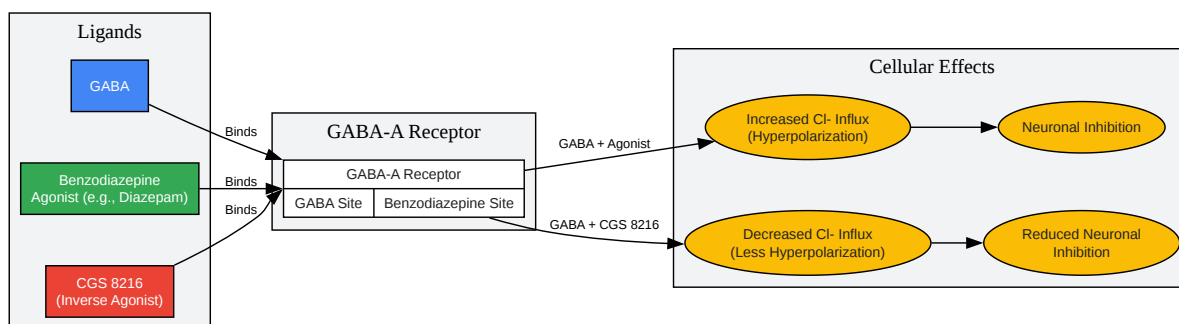 Ligands
GABA
Benzodiazepine
Agonist (e.g., Diazepam)
CGS 8216
(Inverse Agonist)
Binds
Binds
Binds
GABA-A Receptor
GABA-A Receptor
GABA Site
Benzodiazepine Site
GABA + Agonist
GABA + CGS 8216
Cellular Effects
Increased Cl- Influx
(Hyperpolarization)
Neuronal Inhibition
Decreased Cl- Influx
(Less Hyperpolarization)
Reduced Neuronal
Inhibition